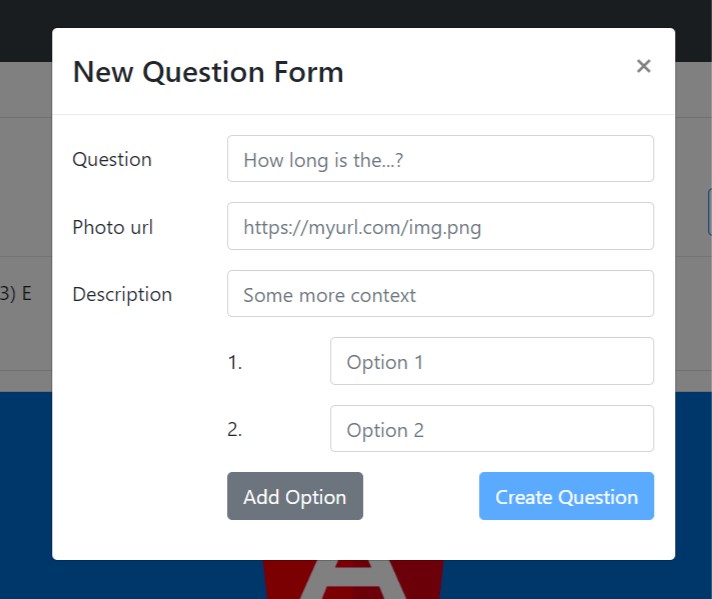 New Question Form ×
Question How long is the...?
Photo url https://myurl.com/img.png
Description Some more context
3) E
1. Option 1
2. Option 2
Add Option Create Question